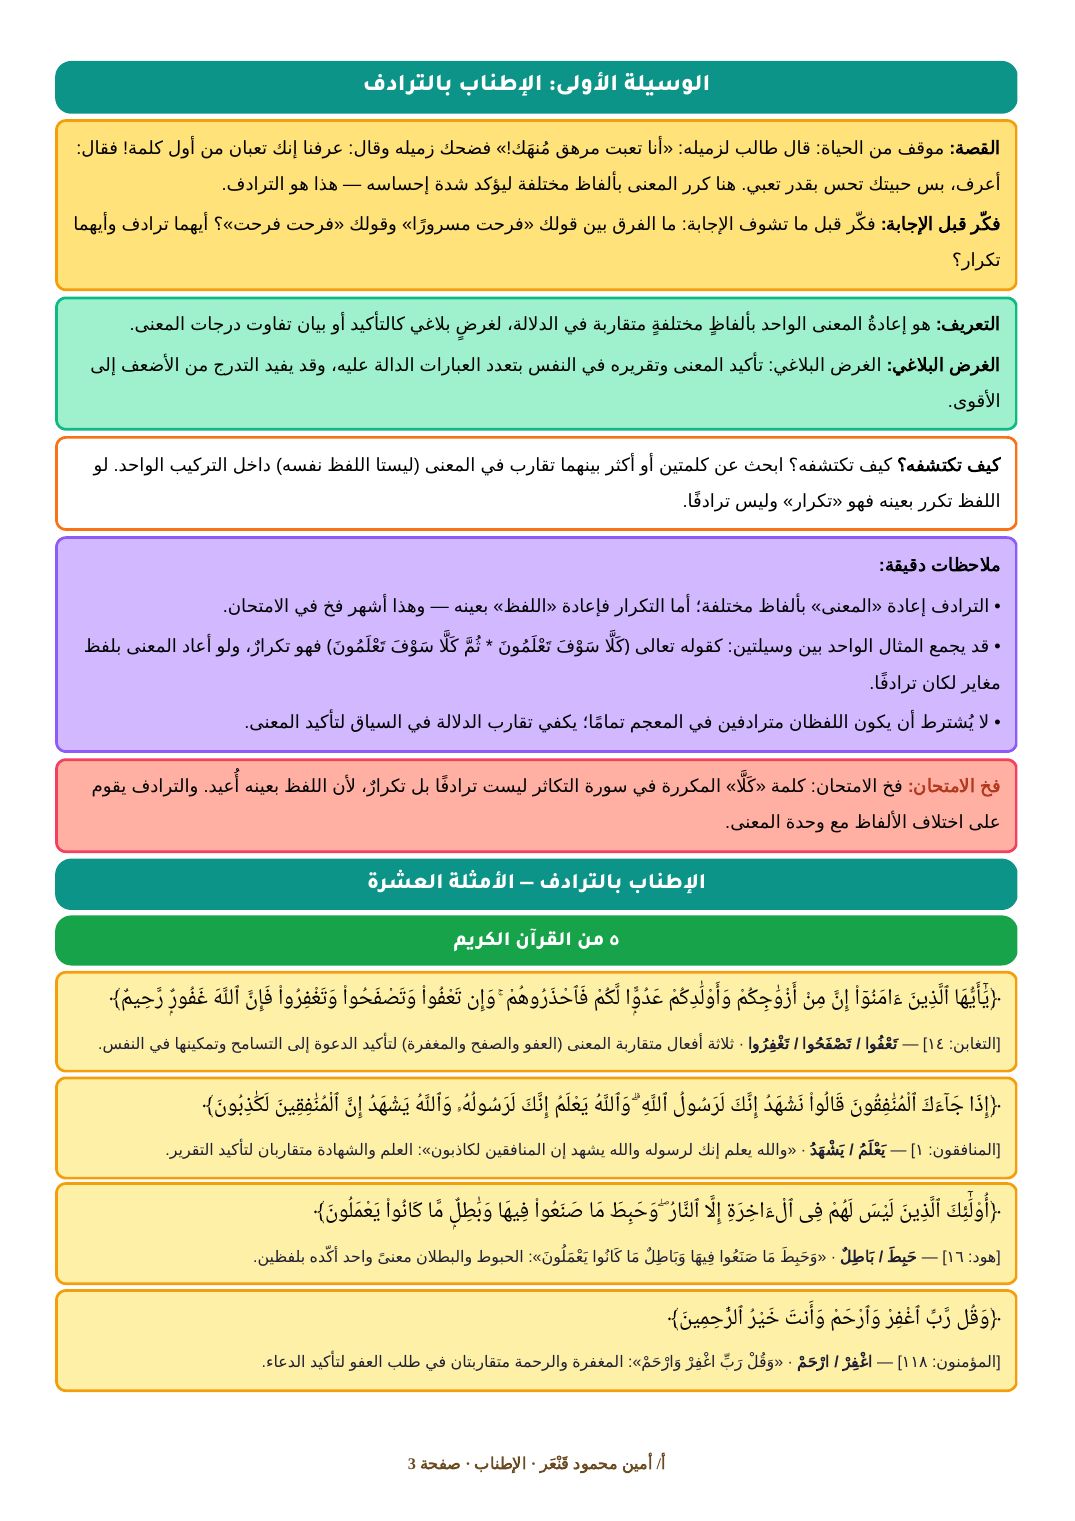 الوسيلة الأولى: الإطناب بالترادف
القصة: موقف من الحياة: قال طالب لزميله: «أنا تعبت مرهق مُنهَك!» فضحك زميله وقال: عرفنا إنك تعبان من أول كلمة! فقال:
أعرف، بس حبيتك تحس بقدر تعبي. هنا كرر المعنى بألفاظ مختلفة ليؤكد شدة إحساسه — هذا هو الترادف.
فكّر قبل الإجابة: فكّر قبل ما تشوف الإجابة: ما الفرق بين قولك «فرحت مسرورًا» وقولك «فرحت فرحت»؟ أيهما ترادف وأيهما
تكرار؟
التعريف: هو إعادةُ المعنى الواحد بألفاظٍ مختلفةٍ متقاربة في الدلالة، لغرضٍ بلاغي كالتأكيد أو بيان تفاوت درجات المعنى.
الغرض البلاغي: الغرض البلاغي: تأكيد المعنى وتقريره في النفس بتعدد العبارات الدالة عليه، وقد يفيد التدرج من الأضعف إلى
الأقوى.
كيف تكتشفه؟ كيف تكتشفه؟ ابحث عن كلمتين أو أكثر بينهما تقارب في المعنى (ليستا اللفظ نفسه) داخل التركيب الواحد. لو
اللفظ تكرر بعينه فهو «تكرار» وليس ترادفًا.
ملاحظات دقيقة:
• الترادف إعادة «المعنى» بألفاظ مختلفة؛ أما التكرار فإعادة «اللفظ» بعينه — وهذا أشهر فخ في الامتحان.
• قد يجمع المثال الواحد بين وسيلتين: كقوله تعالى (كَلَّا سَوْفَ تَعْلَمُونَ * ثُمَّ كَلَّا سَوْفَ تَعْلَمُونَ) فهو تكرارٌ، ولو أعاد المعنى بلفظ
مغاير لكان ترادفًا.
• لا يُشترط أن يكون اللفظان مترادفين في المعجم تمامًا؛ يكفي تقارب الدلالة في السياق لتأكيد المعنى.
فخ الامتحان: فخ الامتحان: كلمة «كَلَّا» المكررة في سورة التكاثر ليست ترادفًا بل تكرارٌ، لأن اللفظ بعينه أُعيد. والترادف يقوم
على اختلاف الألفاظ مع وحدة المعنى.
الإطناب بالترادف — الأمثلة العشرة
٥ من القرآن الكريم
﴿يَٰٓأَيُّهَا ٱلَّذِينَ ءَامَنُوٓا۟ إِنَّ مِنْ أَزْوَٰجِكُمْ وَأَوْلَٰدِكُمْ عَدُوًّۭا لَّكُمْ فَٱحْذَرُوهُمْ ۚ وَإِن تَعْفُوا۟ وَتَصْفَحُوا۟ وَتَغْفِرُوا۟ فَإِنَّ ٱللَّهَ غَفُورٌۭ رَّحِيمٌ﴾
[التغابن: ١٤] — تَعْفُوا / تَصْفَحُوا / تَغْفِرُوا · ثلاثة أفعال متقاربة المعنى (العفو والصفح والمغفرة) لتأكيد الدعوة إلى التسامح وتمكينها في النفس.
﴿إِذَا جَآءَكَ ٱلْمُنَٰفِقُونَ قَالُوا۟ نَشْهَدُ إِنَّكَ لَرَسُولُ ٱللَّهِ ۗ وَٱللَّهُ يَعْلَمُ إِنَّكَ لَرَسُولُهُۥ وَٱللَّهُ يَشْهَدُ إِنَّ ٱلْمُنَٰفِقِينَ لَكَٰذِبُونَ﴾
[المنافقون: ١] — يَعْلَمُ / يَشْهَدُ · «والله يعلم إنك لرسوله والله يشهد إن المنافقين لكاذبون»: العلم والشهادة متقاربان لتأكيد التقرير.
﴿أُو۟لَٰٓئِكَ ٱلَّذِينَ لَيْسَ لَهُمْ فِى ٱلْءَاخِرَةِ إِلَّا ٱلنَّارُ ۖ وَحَبِطَ مَا صَنَعُوا۟ فِيهَا وَبَٰطِلٌۭ مَّا كَانُوا۟ يَعْمَلُونَ﴾
[هود: ١٦] — حَبِطَ / بَاطِلٌ · «وَحَبِطَ مَا صَنَعُوا فِيهَا وَبَاطِلٌ مَا كَانُوا يَعْمَلُونَ»: الحبوط والبطلان معنىً واحد أكّده بلفظين.
﴿وَقُل رَّبِّ ٱغْفِرْ وَٱرْحَمْ وَأَنتَ خَيْرُ ٱلرَّٰحِمِينَ﴾
[المؤمنون: ١١٨] — اغْفِرْ / ارْحَمْ · «وَقُلْ رَبِّ اغْفِرْ وَارْحَمْ»: المغفرة والرحمة متقاربتان في طلب العفو لتأكيد الدعاء.
أ/ أمين محمود قَنْعَر · الإطناب · صفحة 3